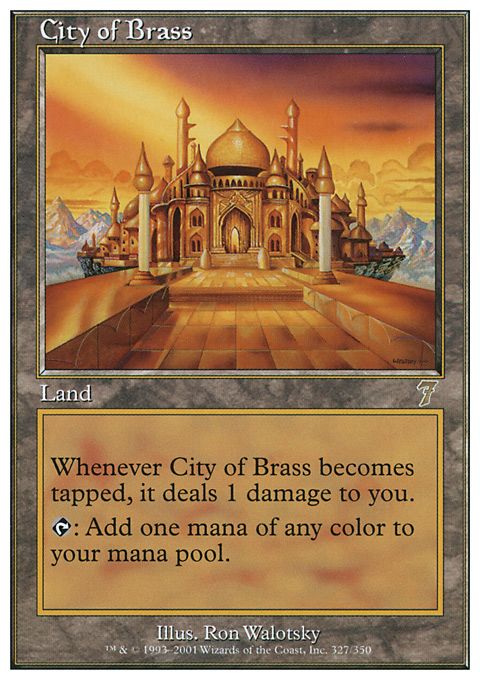 City of Brass
Land
Whenever City of Brass becomes
tapped, it deals 1 damage to you.
: Add one mana of any color to
your mana pool.
Illus. Ron Walotsky
™ & © 1993–2001 Wizards of the Coast, Inc. 327/350